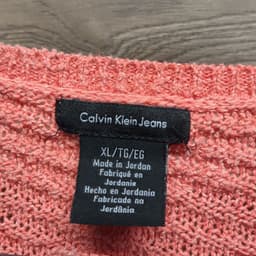 Calvin Klein Jeans
XL/TG/EG
Made in Jordan
Fabriqué en
Jordanie
Hecho en Jordania
Fabricado na
Jordânia